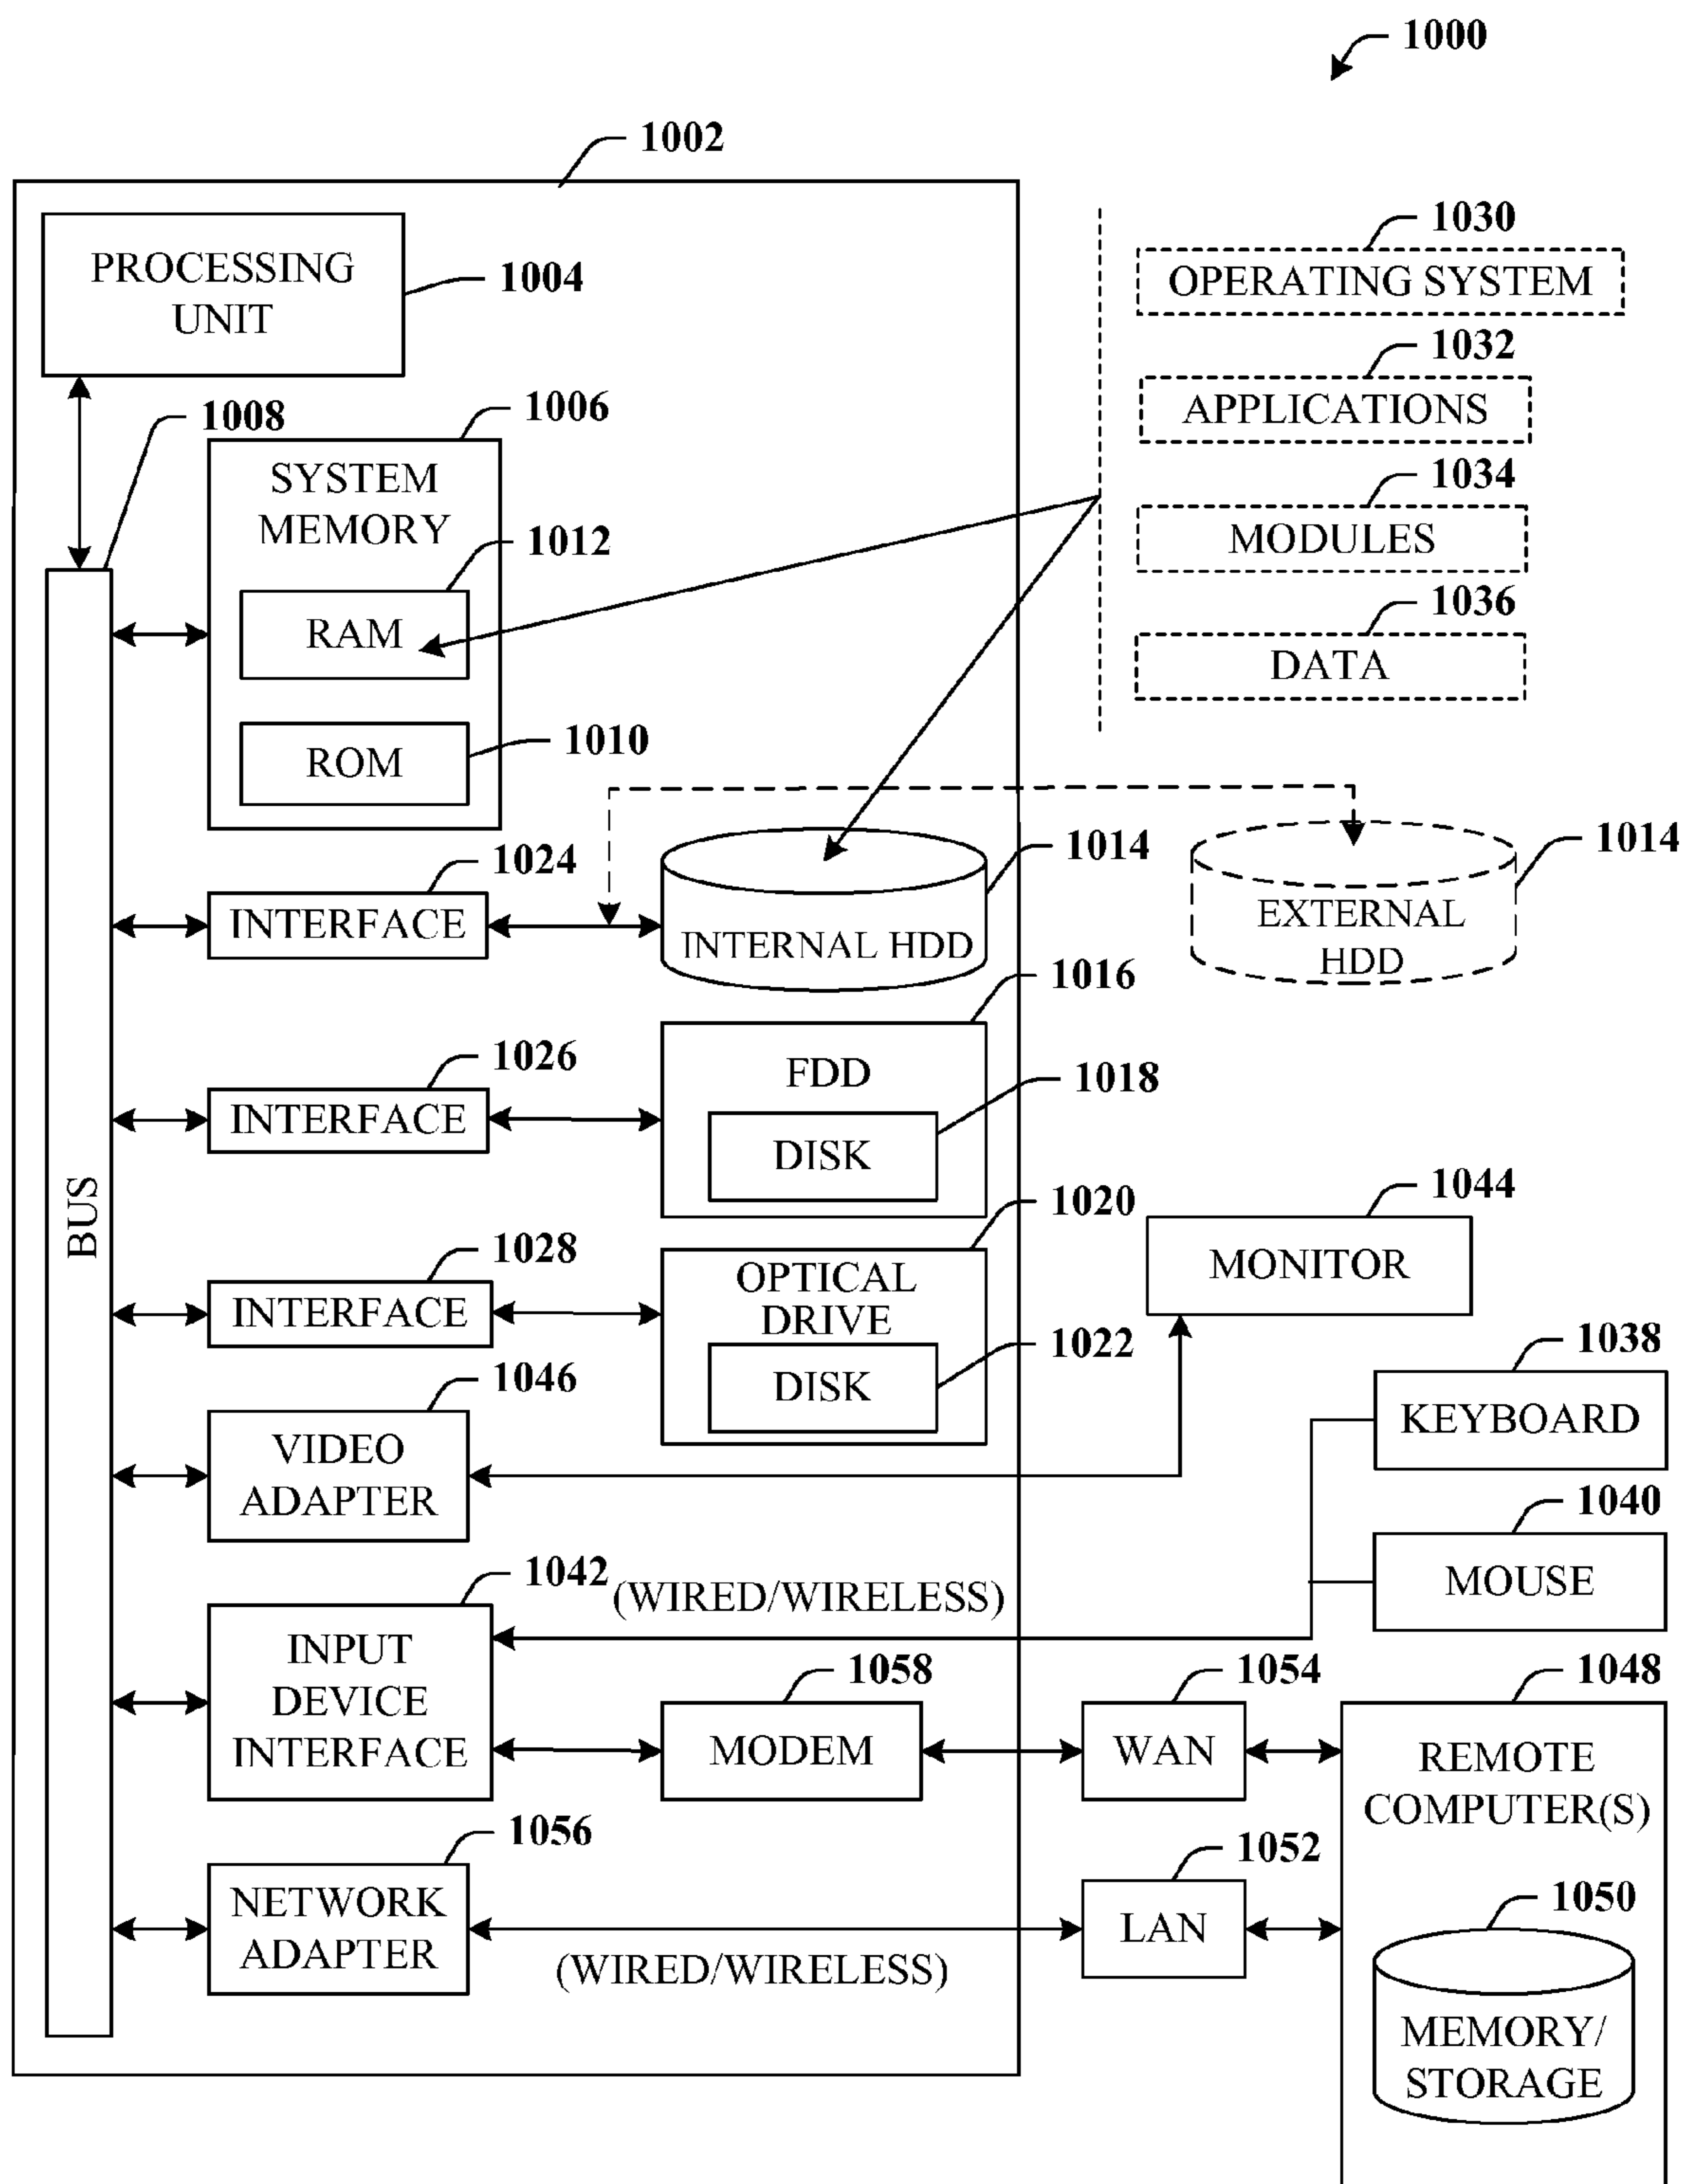 1000
1002
PROCESSING
UNIT
1004
1030
OPERATING SYSTEM
1032
APPLICATIONS
1034
MODULES
1036
DATA
1008
1006
SYSTEM
MEMORY
1012
RAM
1010
ROM
1024
INTERFACE
1014
INTERNAL HDD
1014
EXTERNAL
HDD
1026
INTERFACE
1016
FDD
1018
DISK
BUS
1028
INTERFACE
1020
OPTICAL
DRIVE
1022
DISK
1044
MONITOR
1046
VIDEO
ADAPTER
1038
KEYBOARD
1040
MOUSE
1042
(WIRED/WIRELESS)
INPUT
DEVICE
INTERFACE
1058
MODEM
1054
WAN
1048
REMOTE
COMPUTER(S)
1056
NETWORK
ADAPTER
(WIRED/WIRELESS)
1052
LAN
1050
MEMORY/
STORAGE